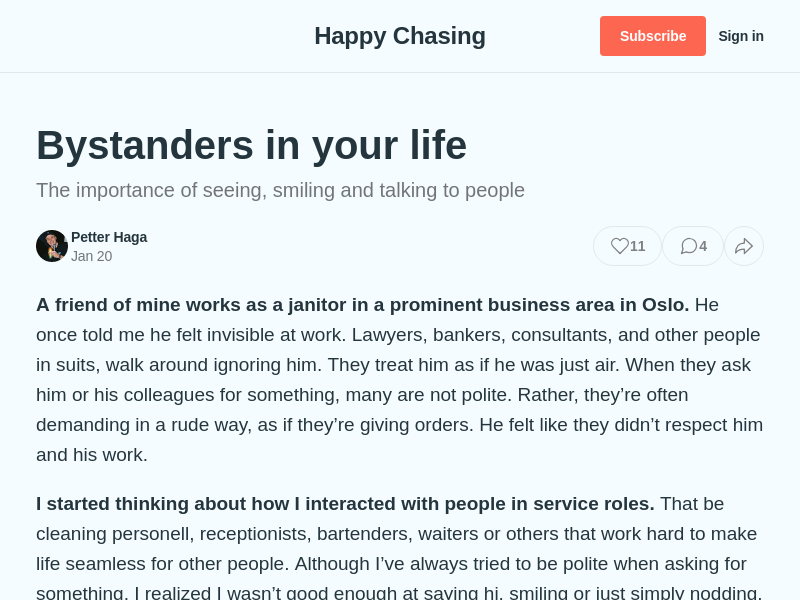 Happy Chasing
Subscribe
Sign in
Bystanders in your life
The importance of seeing, smiling and talking to people
Petter Haga
Jan 20
11
4
A friend of mine works as a janitor in a prominent business area in Oslo. He
once told me he felt invisible at work. Lawyers, bankers, consultants, and other people
in suits, walk around ignoring him. They treat him as if he was just air. When they ask
him or his colleagues for something, many are not polite. Rather, they’re often
demanding in a rude way, as if they’re giving orders. He felt like they didn’t respect him
and his work.
I started thinking about how I interacted with people in service roles. That be
cleaning personell, receptionists, bartenders, waiters or others that work hard to make
life seamless for other people. Although I’ve always tried to be polite when asking for
something, I realized I wasn’t good enough at saying hi, smiling or just simply nodding.